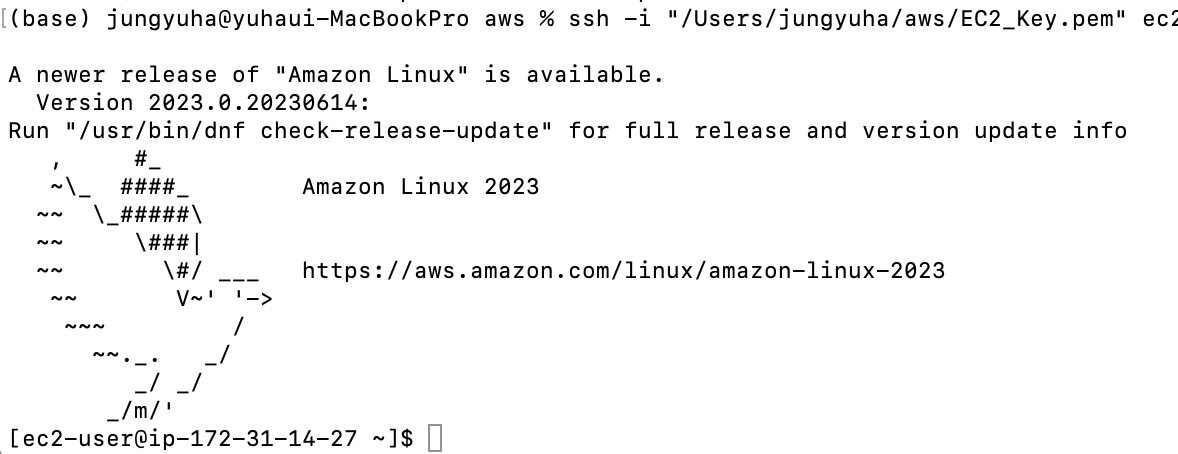 (base) jungyuha@yuhaui-MacBookPro aws % ssh -i "/Users/jungyuha/aws/EC2_Key.pem" ec2
A newer release of "Amazon Linux" is available.
  Version 2023.0.20230614:
Run "/usr/bin/dnf check-release-update" for full release and version update info
   ,     #_
   ~\_  ####_        Amazon Linux 2023
  ~~  \_#####\
  ~~     \###|
  ~~       \#/ ___   https://aws.amazon.com/linux/amazon-linux-2023
   ~~       V~' '->
    ~~~         /
      ~~._.   _/
         _/ _/
       _/m/'
[ec2-user@ip-172-31-14-27 ~]$